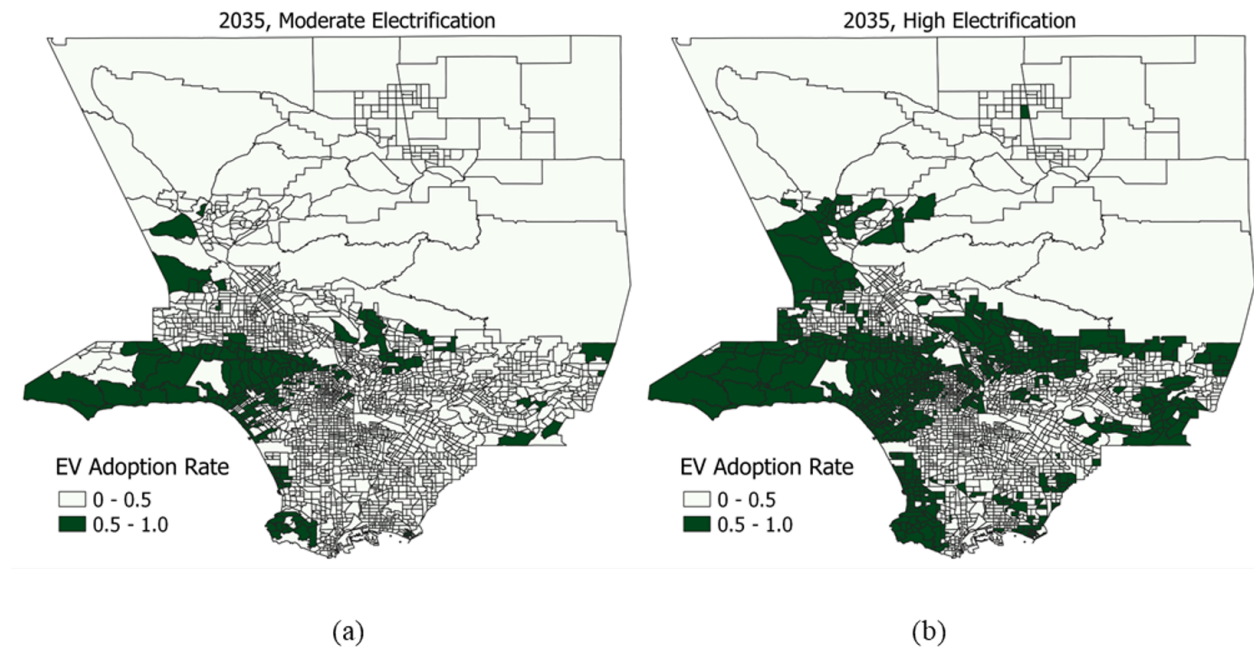 2035, Moderate Electrification
2035, High Electrification
EV Adoption Rate
0 - 0.5
0.5 - 1.0
EV Adoption Rate
0 - 0.5
0.5 - 1.0
(a)
(b)